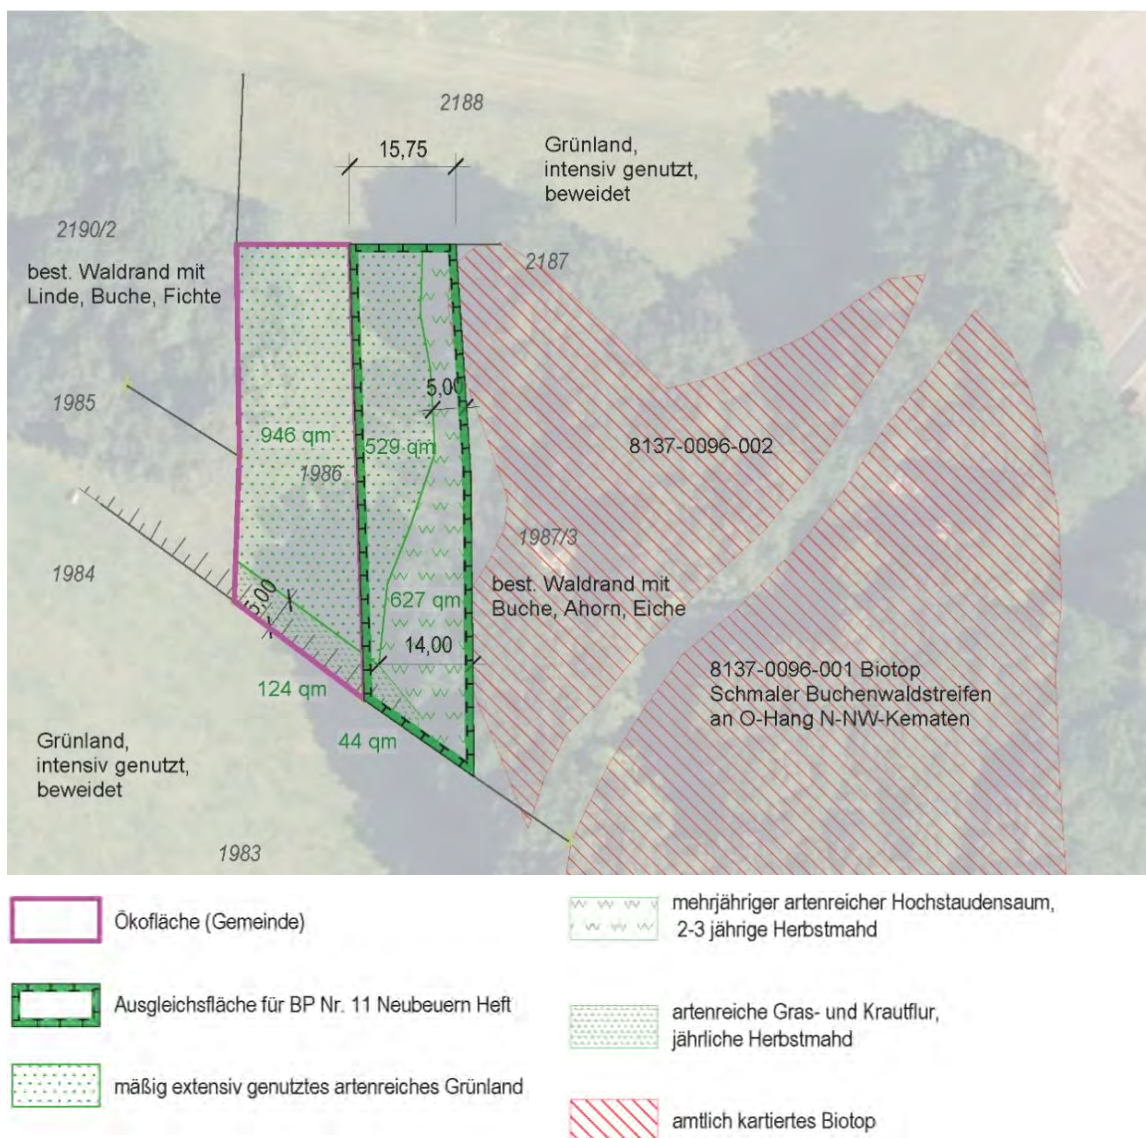 2188
15,75
Grünland,
intensiv genutzt,
beweidet
2190/2
best. Waldrand mit
Linde, Buche, Fichte
2187
1985
5,00
946 qm
529 qm
8137-0096-002
1986
1987/3
1984
5,00
best. Waldrand mit
Buche, Ahorn, Eiche
627 qm
14,00
8137-0096-001 Biotop
Schmaler Buchenwaldstreifen
an O-Hang N-NW-Kematen
124 qm
44 qm
Grünland,
intensiv genutzt,
beweidet
1983
Ökofläche (Gemeinde)
Ausgleichsfläche für BP Nr. 11 Neubeuern Heft
mäßig extensiv genutztes artenreiches Grünland
mehrjähriger artenreicher Hochstaudensaum,
2-3 jährige Herbstmahd
artenreiche Gras- und Krautflur,
jährliche Herbstmahd
amtlich kartiertes Biotop